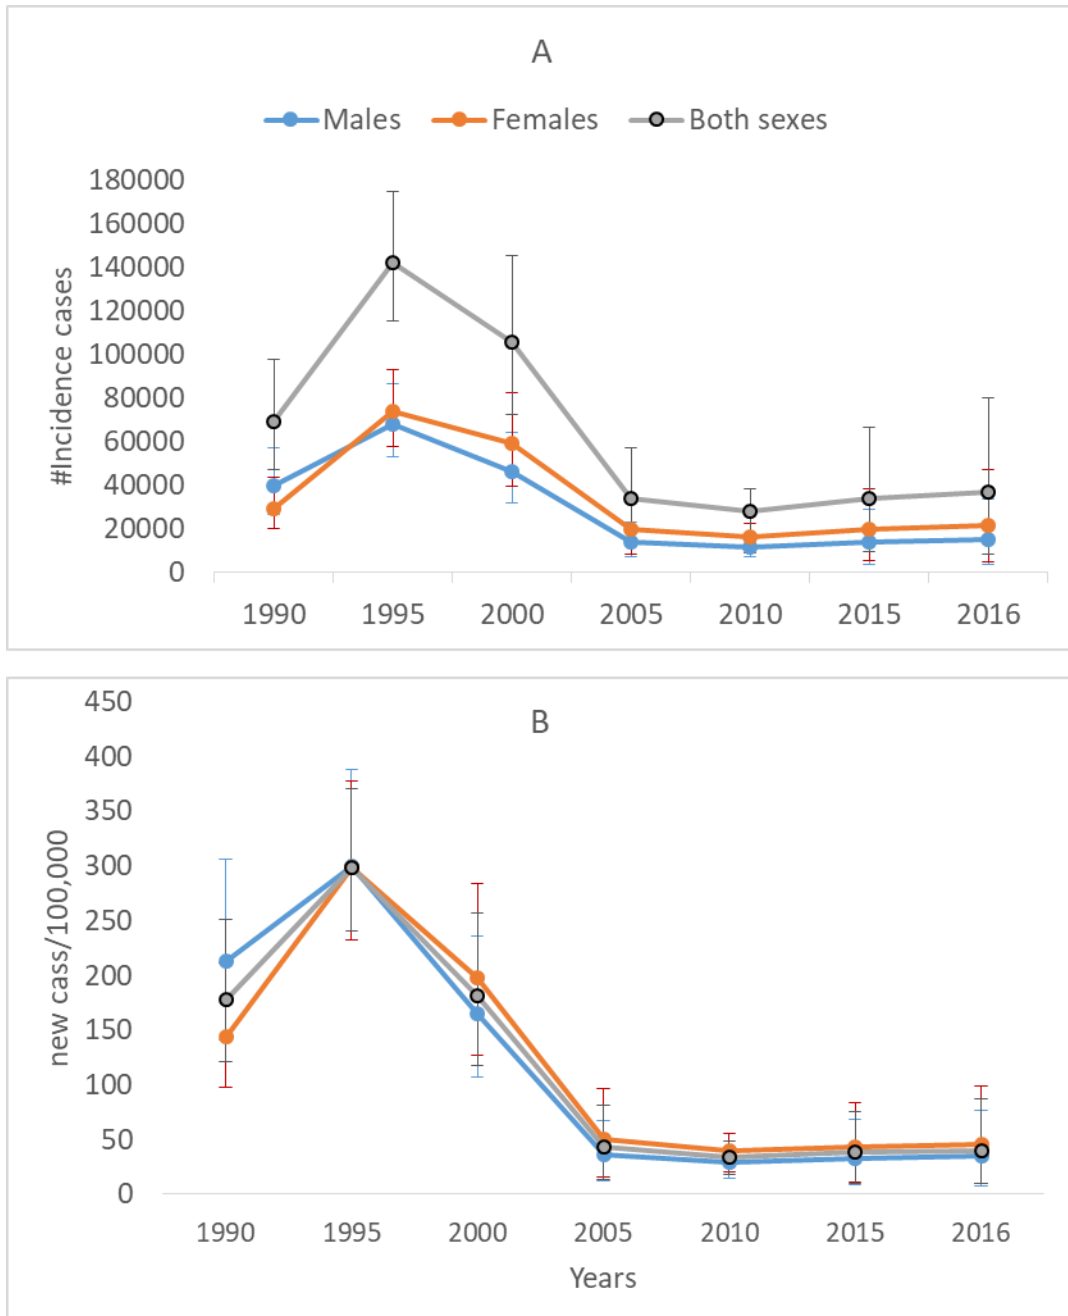 A
Males Females Both sexes
#Incidence cases
180000
160000
140000
120000
100000
80000
60000
40000
20000
0
1990 1995 2000 2005 2010 2015 2016
B
new cass/100,000
450
400
350
300
250
200
150
100
50
0
1990 1995 2000 2005 2010 2015 2016
Years